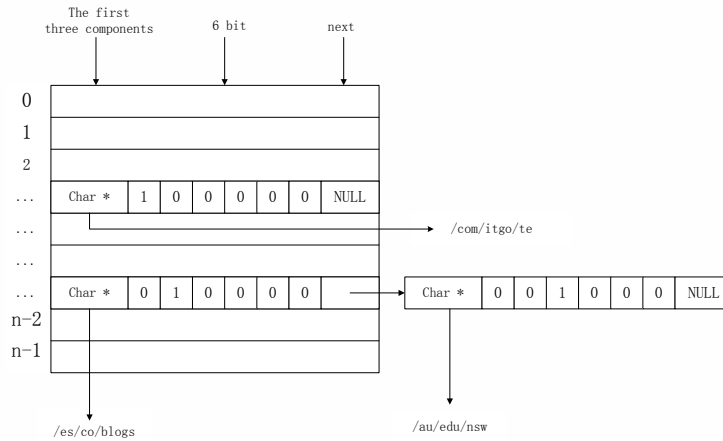 The first
three components
6 bit
next
0
1
2
... Char * 1 0 0 0 0 0 NULL
...
/com/itgo/te
...
... Char * 0 1 0 0 0 0
Char * 0 0 1 0 0 0 NULL
n-2
n-1
/es/co/blogs
/au/edu/nsw